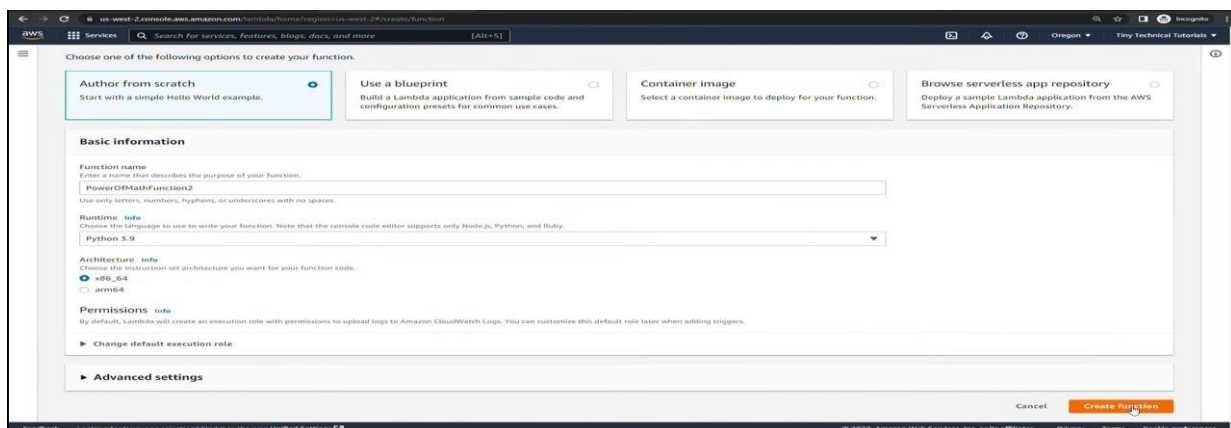 us-west-2.console.aws.amazon.com/lambda/home?region=us-west-2#/create/function
Incognito
aws
Services
Search for services, features, blogs, docs, and more
[Alt+S]
Oregon
Tiny Technical Tutorials
Choose one of the following options to create your function.
Author from scratch
Start with a simple Hello World example.
Use a blueprint
Build a Lambda application from sample code and
configuration presets for common use cases.
Container image
Select a container image to deploy for your function.
Browse serverless app repository
Deploy a sample Lambda application from the AWS
Serverless Application Repository.
Basic information
Function name
Enter a name that describes the purpose of your function.
PowerOfMathFunction2
Use only letters, numbers, hyphens, or underscores with no spaces.
Runtime Info
Choose the language to use to write your function. Note that the console code editor supports only Node.js, Python, and Ruby.
Python 3.9
Architecture Info
Choose the instruction set architecture you want for your function code.
x86_64
arm64
Permissions Info
By default, Lambda will create an execution role with permissions to upload logs to Amazon CloudWatch Logs. You can customize this default role later when adding triggers.
Change default execution role
Advanced settings
Cancel
Create function